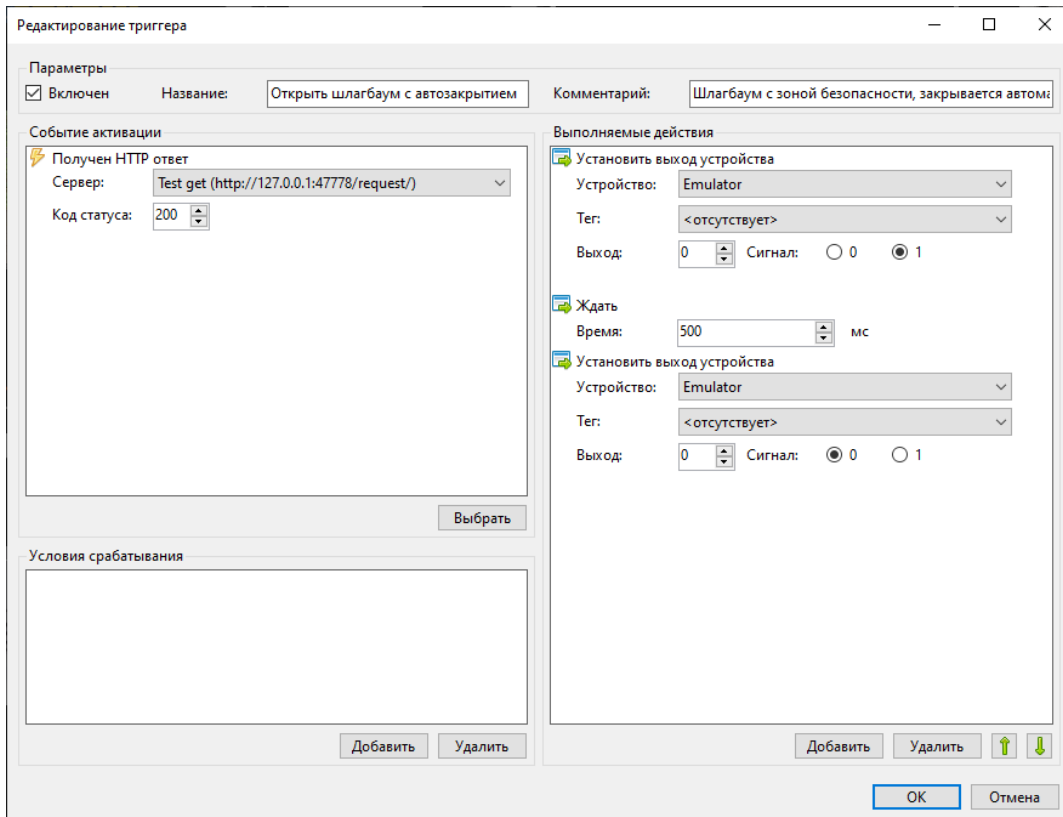 Редактирование триггера
Параметры
Включен Название: Открыть шлагбаум с автозакрытием Комментарий: Шлагбаум с зоной безопасности, закрывается автома
Событие активации
Получен HTTP ответ
Сервер: Test get (http://127.0.0.1:47778/request/)
Код статуса: 200
Выбрать
Условия срабатывания
Добавить Удалить
Выполняемые действия
Установить выход устройства
Устройство: Emulator
Тег: <отсутствует>
Выход: 0 Сигнал: 0 1
Ждать
Время: 500 мс
Установить выход устройства
Устройство: Emulator
Тег: <отсутствует>
Выход: 0 Сигнал: 0 1
Добавить Удалить
OK Отмена